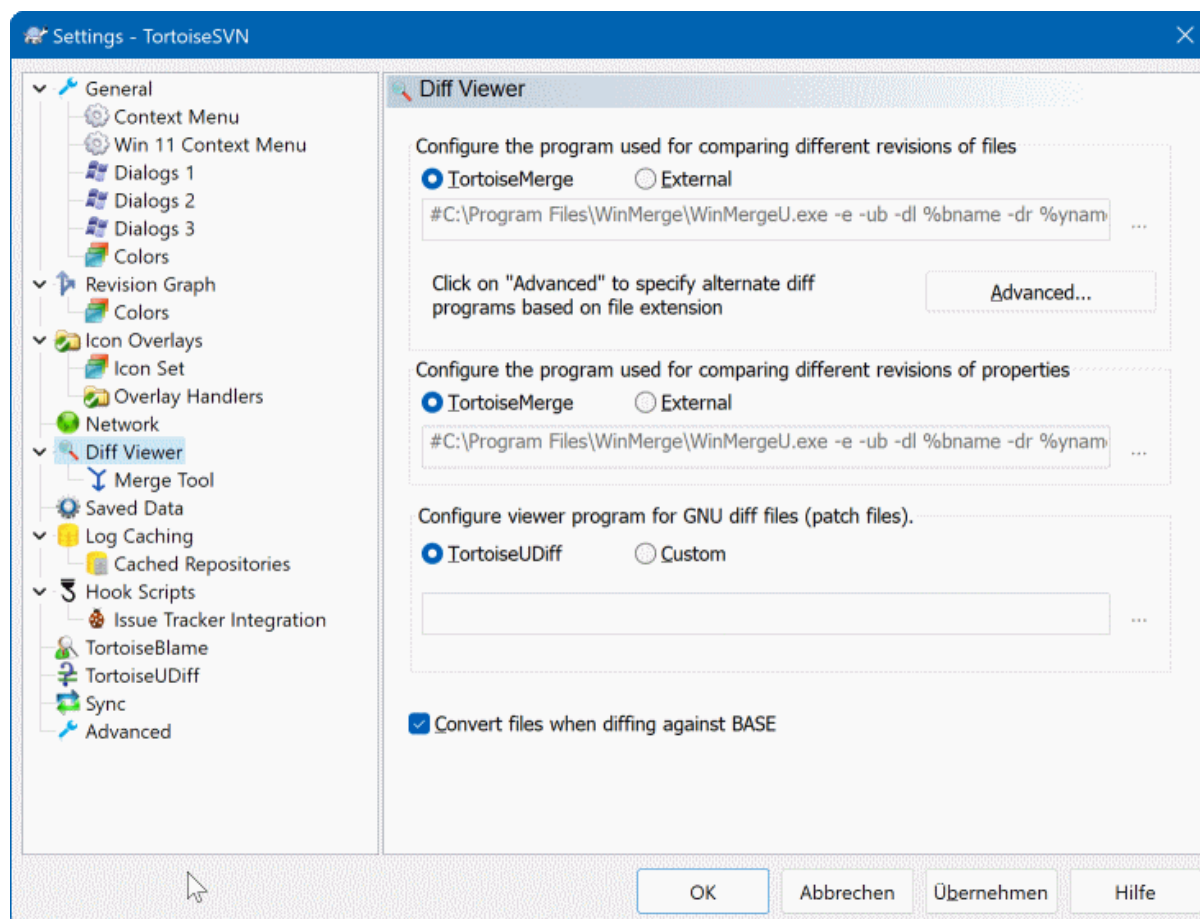 Settings - TortoiseSVN
General
Context Menu
Win 11 Context Menu
Dialogs 1
Dialogs 2
Dialogs 3
Colors
Revision Graph
Colors
Icon Overlays
Icon Set
Overlay Handlers
Network
Diff Viewer
Merge Tool
Saved Data
Log Caching
Cached Repositories
Hook Scripts
Issue Tracker Integration
TortoiseBlame
TortoiseUDiff
Sync
Advanced
Diff Viewer
Configure the program used for comparing different revisions of files
TortoiseMerge External
#C:\Program Files\WinMerge\WinMergeU.exe -e -ub -dl %bname -dr %ynam
...
Click on "Advanced" to specify alternate diff
programs based on file extension
Advanced...
Configure the program used for comparing different revisions of properties
TortoiseMerge External
#C:\Program Files\WinMerge\WinMergeU.exe -e -ub -dl %bname -dr %ynam
...
Configure viewer program for GNU diff files (patch files).
TortoiseUDiff Custom
...
Convert files when diffing against BASE
OK Abbrechen Übernehmen Hilfe